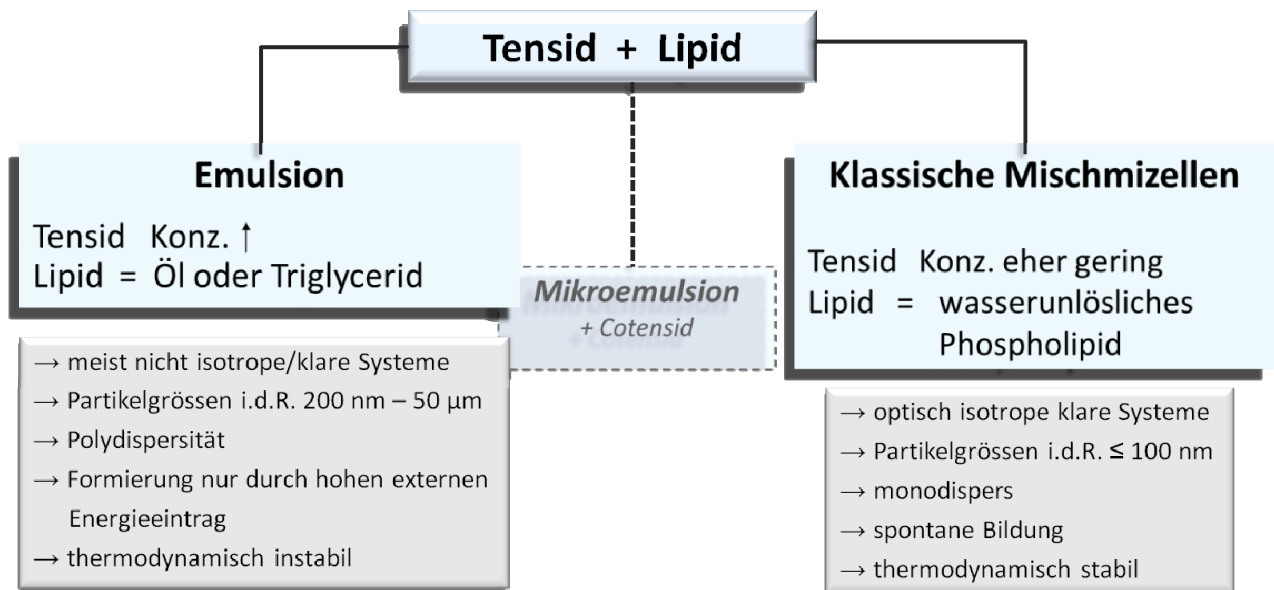 Tensid + Lipid
Emulsion
Tensid Konz. ↑
Lipid = Öl oder Triglycerid
→ meist nicht isotrope/klare Systeme
→ Partikelgrössen i.d.R. 200 nm – 50 µm
→ Polydispersität
→ Formierung nur durch hohen externen
Energieeintrag
→ thermodynamisch instabil
Mikroemulsion
+ Cotensid
Klassische Mischmizellen
Tensid Konz. eher gering
Lipid = wasserunlösliches
Phospholipid
→ optisch isotrope klare Systeme
→ Partikelgrössen i.d.R. ≤ 100 nm
→ monodispers
→ spontane Bildung
→ thermodynamisch stabil